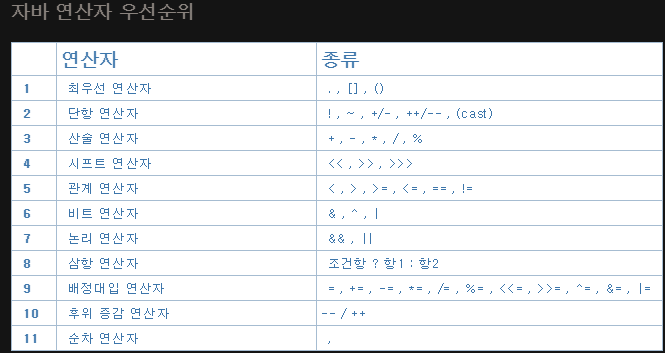 자바 연산자 우선순위
연산자 종류
1 최우선 연산자 . , [] , ()
2 단항 연산자 ! , ~ , +/- , ++/-- , (cast)
3 산술 연산자 + , - , * , / , %
4 시프트 연산자 << , >> , >>>
5 관계 연산자 < , > , >= , <= , == , !=
6 비트 연산자 & , ^ , |
7 논리 연산자 && , ||
8 삼항 연산자 조건항 ? 항1 : 항2
9 배정대입 연산자 = , += , -= , *= , /= , %= , <<= , >>= , ^= , &= , |=
10 후위 증감 연산자 -- / ++
11 순차 연산자 ,